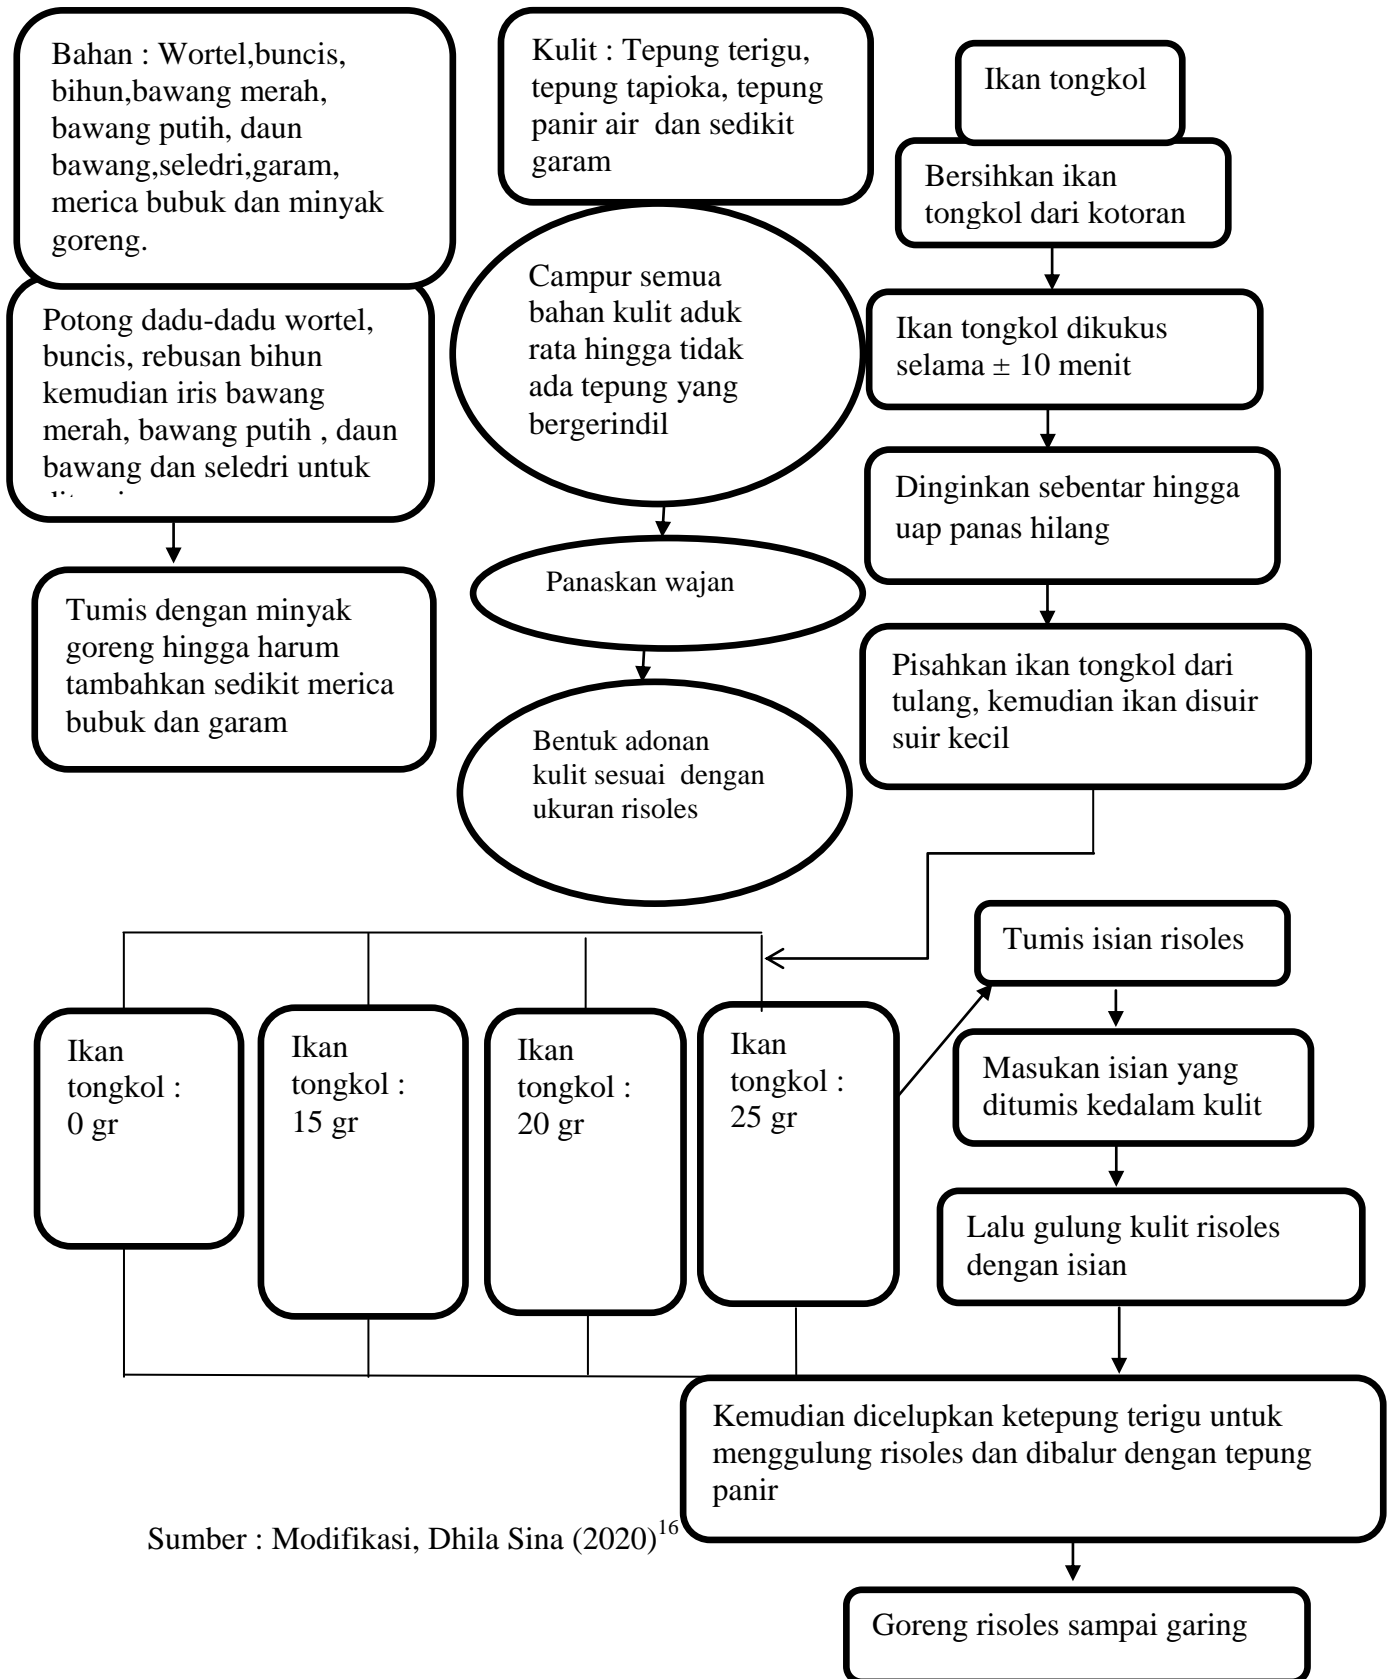 Bahan : Wortel,buncis,
bihun,bawang merah,
bawang putih, daun
bawang,seledri,garam,
merica bubuk dan minyak
goreng.
Potong dadu-dadu wortel,
buncis, rebusan bihun
kemudian iris bawang
merah, bawang putih , daun
bawang dan seledri untuk
Tumis dengan minyak
goreng hingga harum
tambahkan sedikit merica
bubuk dan garam
Kulit : Tepung terigu,
tepung tapioka, tepung
panir air dan sedikit
garam
Campur semua
bahan kulit aduk
rata hingga tidak
ada tepung yang
bergerindil
Panaskan wajan
Bentuk adonan
kulit sesuai dengan
ukuran risoles
Ikan tongkol
Bersihkan ikan
tongkol dari kotoran
Ikan tongkol dikukus
selama ± 10 menit
Dinginkan sebentar hingga
uap panas hilang
Pisahkan ikan tongkol dari
tulang, kemudian ikan disuir
suir kecil
Ikan
tongkol :
0 gr
Ikan
tongkol :
15 gr
Ikan
tongkol :
20 gr
Ikan
tongkol :
25 gr
Tumis isian risoles
Masukan isian yang
ditumis kedalam kulit
Lalu gulung kulit risoles
dengan isian
Kemudian dicelupkan ketepung terigu untuk
menggulung risoles dan dibalur dengan tepung
panir
Sumber : Modifikasi, Dhila Sina (2020)16
Goreng risoles sampai garing